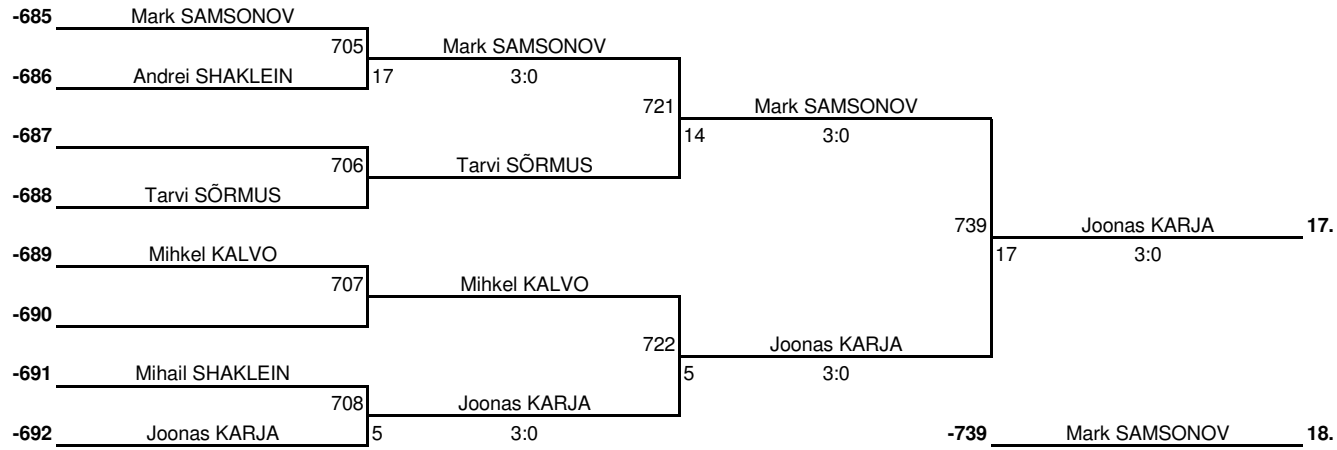 -685 Mark SAMSONOV
705 Mark SAMSONOV
-686 Andrei SHAKLEIN 17 3:0
721 Mark SAMSONOV
-687 14 3:0
706 Tarvi SÕRMUS
-688 Tarvi SÕRMUS
739 Joonas KARJA 17.
-689 Mihkel KALVO 17 3:0
707 Mihkel KALVO
-690
722 Joonas KARJA
-691 Mihail SHAKLEIN 5 3:0
708 Joonas KARJA
-692 Joonas KARJA 5 3:0 -739 Mark SAMSONOV 18.